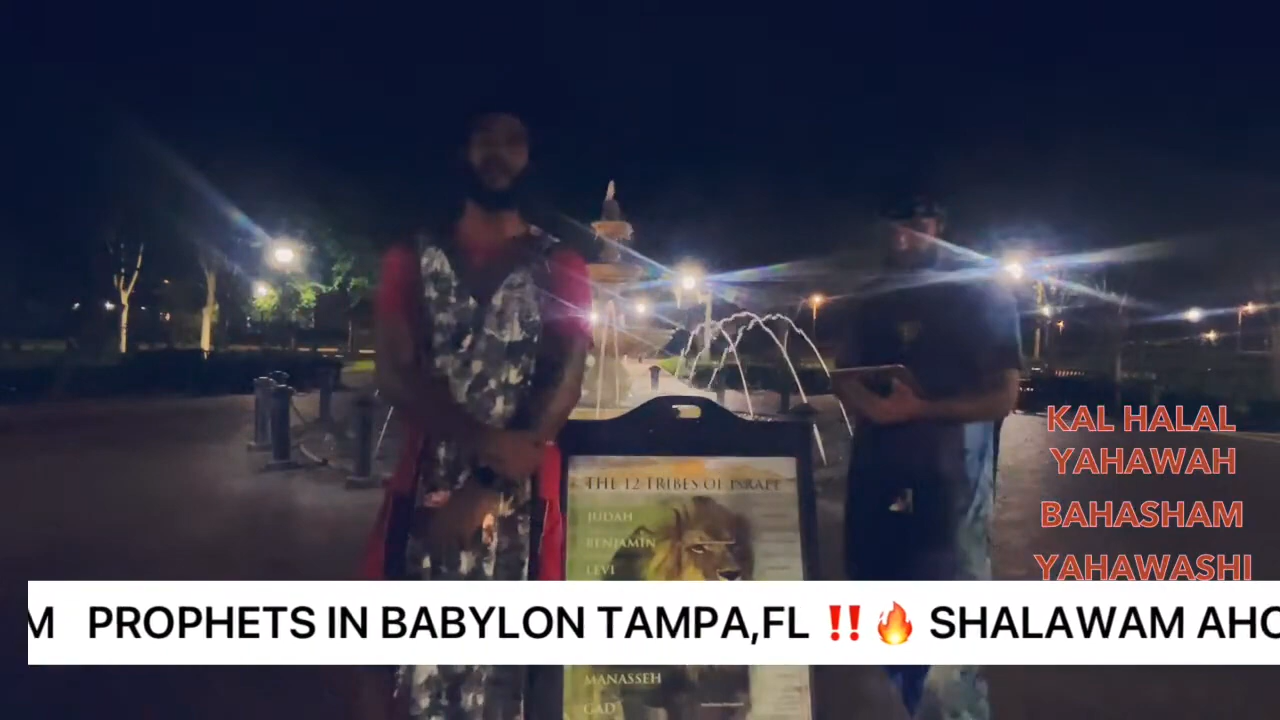 THE 12 TRIBES OF ISRAEL
JUDAH
BENJAMIN
LEVI
KAL HALAL
YAHAWAH
BAHASHAM
YAHAWASHI
M PROPHETS IN BABYLON TAMPA,FL ‼️🔥 SHALAWAM AHC
MANASSEH
GAD